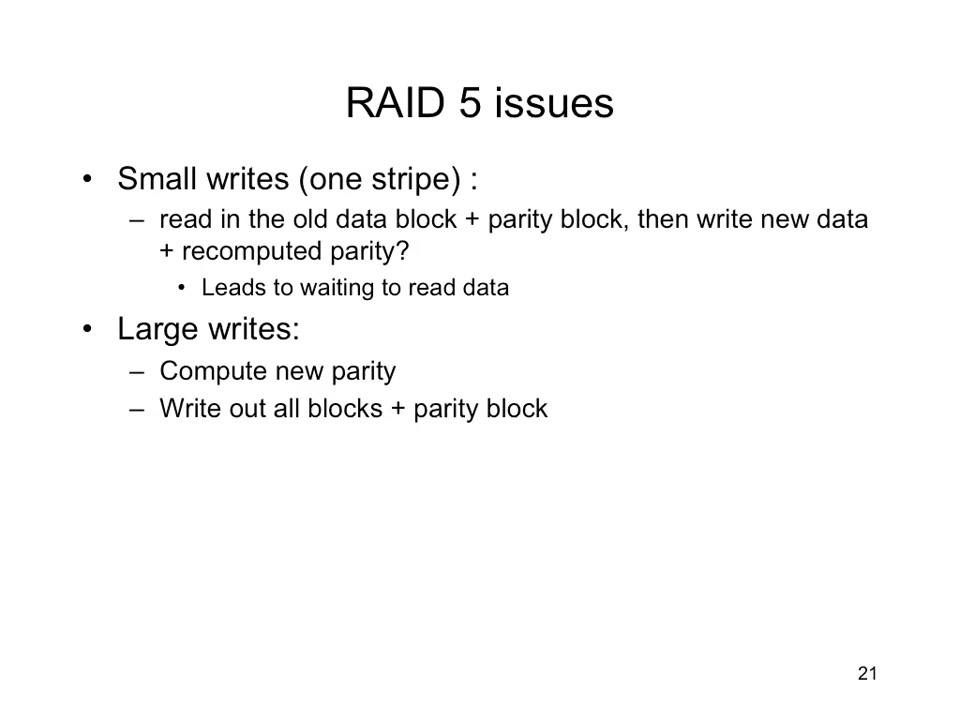 RAID 5 issues
• Small writes (one stripe) :
– read in the old data block + parity block, then write new data
+ recomputed parity?
• Leads to waiting to read data
• Large writes:
– Compute new parity
– Write out all blocks + parity block
21